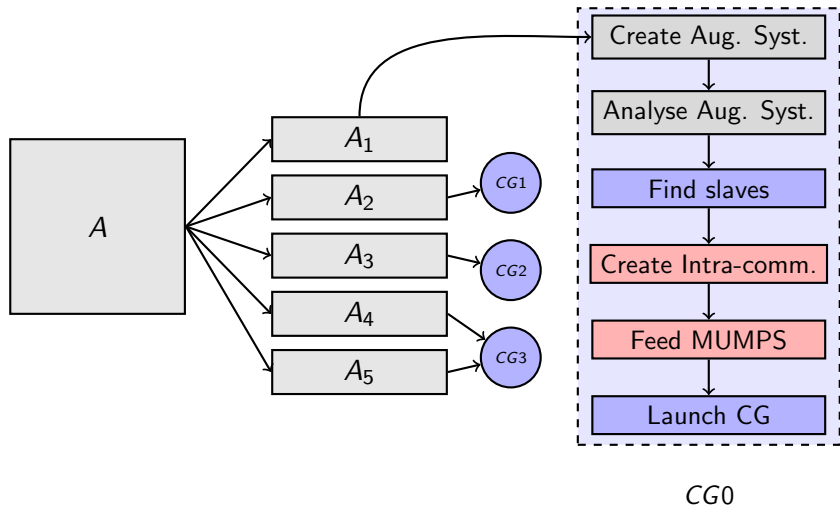 A
A₁
A₂
A₃
A₄
A₅
CG1
CG2
CG3
Create Aug. Syst.
Analyse Aug. Syst.
Find slaves
Create Intra-comm.
Feed MUMPS
Launch CG
CG0